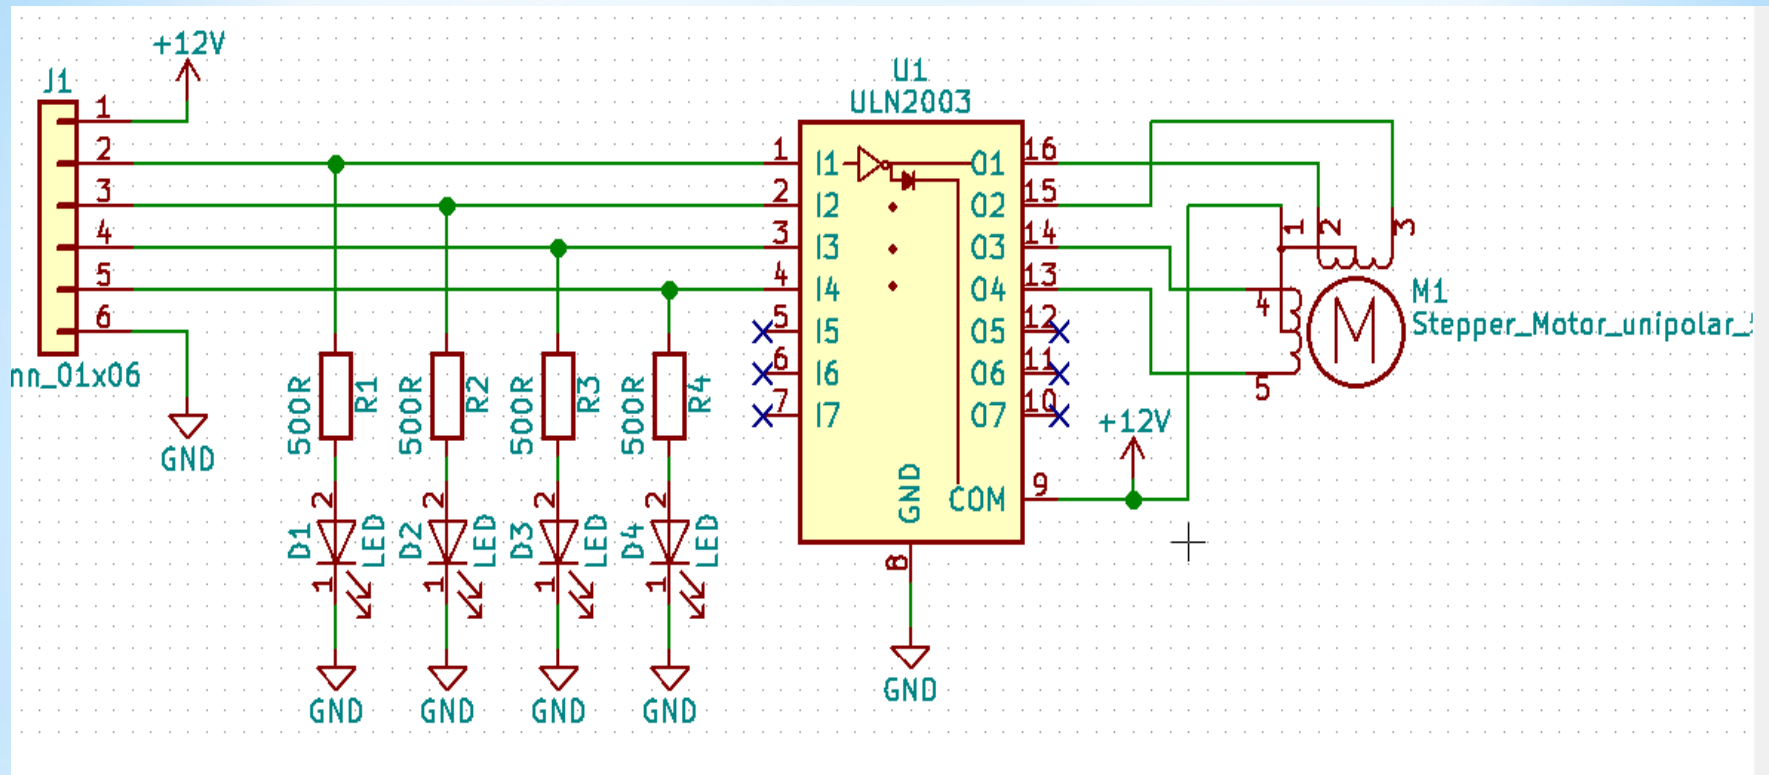 +12V
J1
1
2
3
4
5
6
nn_01x06
GND
500R R1
500R R2
500R R3
500R R4
2
D1 LED
1
GND
2
D2 LED
1
GND
2
D3 LED
1
GND
2
D4 LED
1
GND
U1
ULN2003
1 I1 O1 16
2 I2 O2 15
3 I3 O3 14
4 I4 O4 13
5 I5 O5 12
6 I6 O6 11
7 I7 O7 10
GND COM 9
8
GND
+12V
1 2 3
4
5
M
M1
Stepper_Motor_unipolar_